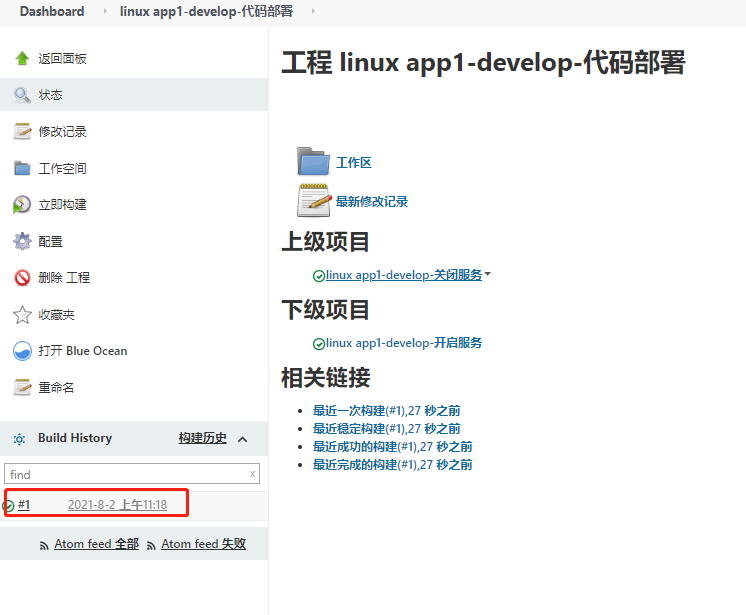 Dashboard linux app1-develop-代码部署
返回面板
状态
修改记录
工作空间
立即构建
配置
删除 工程
收藏夹
打开 Blue Ocean
重命名
Build History 构建历史
find x
#1 2021-8-2 上午11:18
Atom feed 全部 Atom feed 失败
工程 linux app1-develop-代码部署
工作区
最新修改记录
上级项目
linux app1-develop-关闭服务
下级项目
linux app1-develop-开启服务
相关链接
最近一次构建(#1),27 秒之前
最近稳定构建(#1),27 秒之前
最近成功的构建(#1),27 秒之前
最近完成的构建(#1),27 秒之前